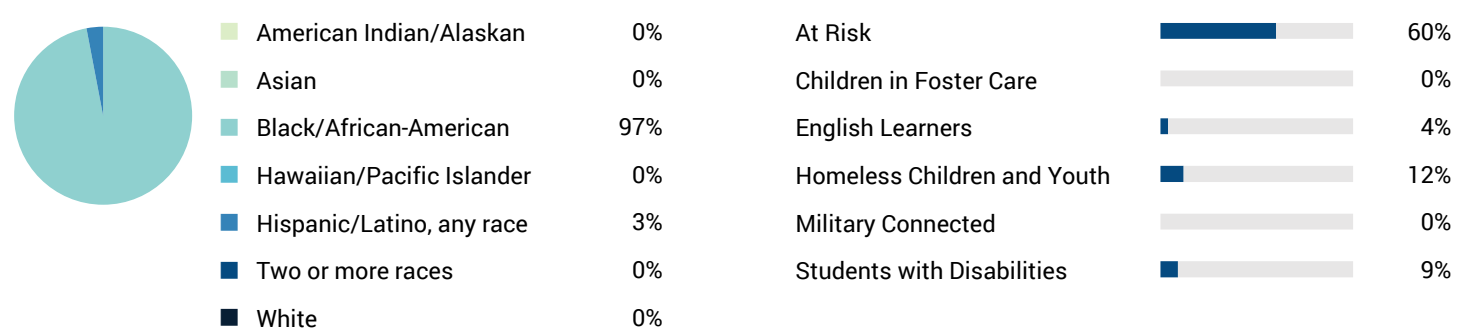 American Indian/Alaskan 0%
Asian 0%
Black/African-American 97%
Hawaiian/Pacific Islander 0%
Hispanic/Latino, any race 3%
Two or more races 0%
White 0%
At Risk 60%
Children in Foster Care 0%
English Learners 4%
Homeless Children and Youth 12%
Military Connected 0%
Students with Disabilities 9%